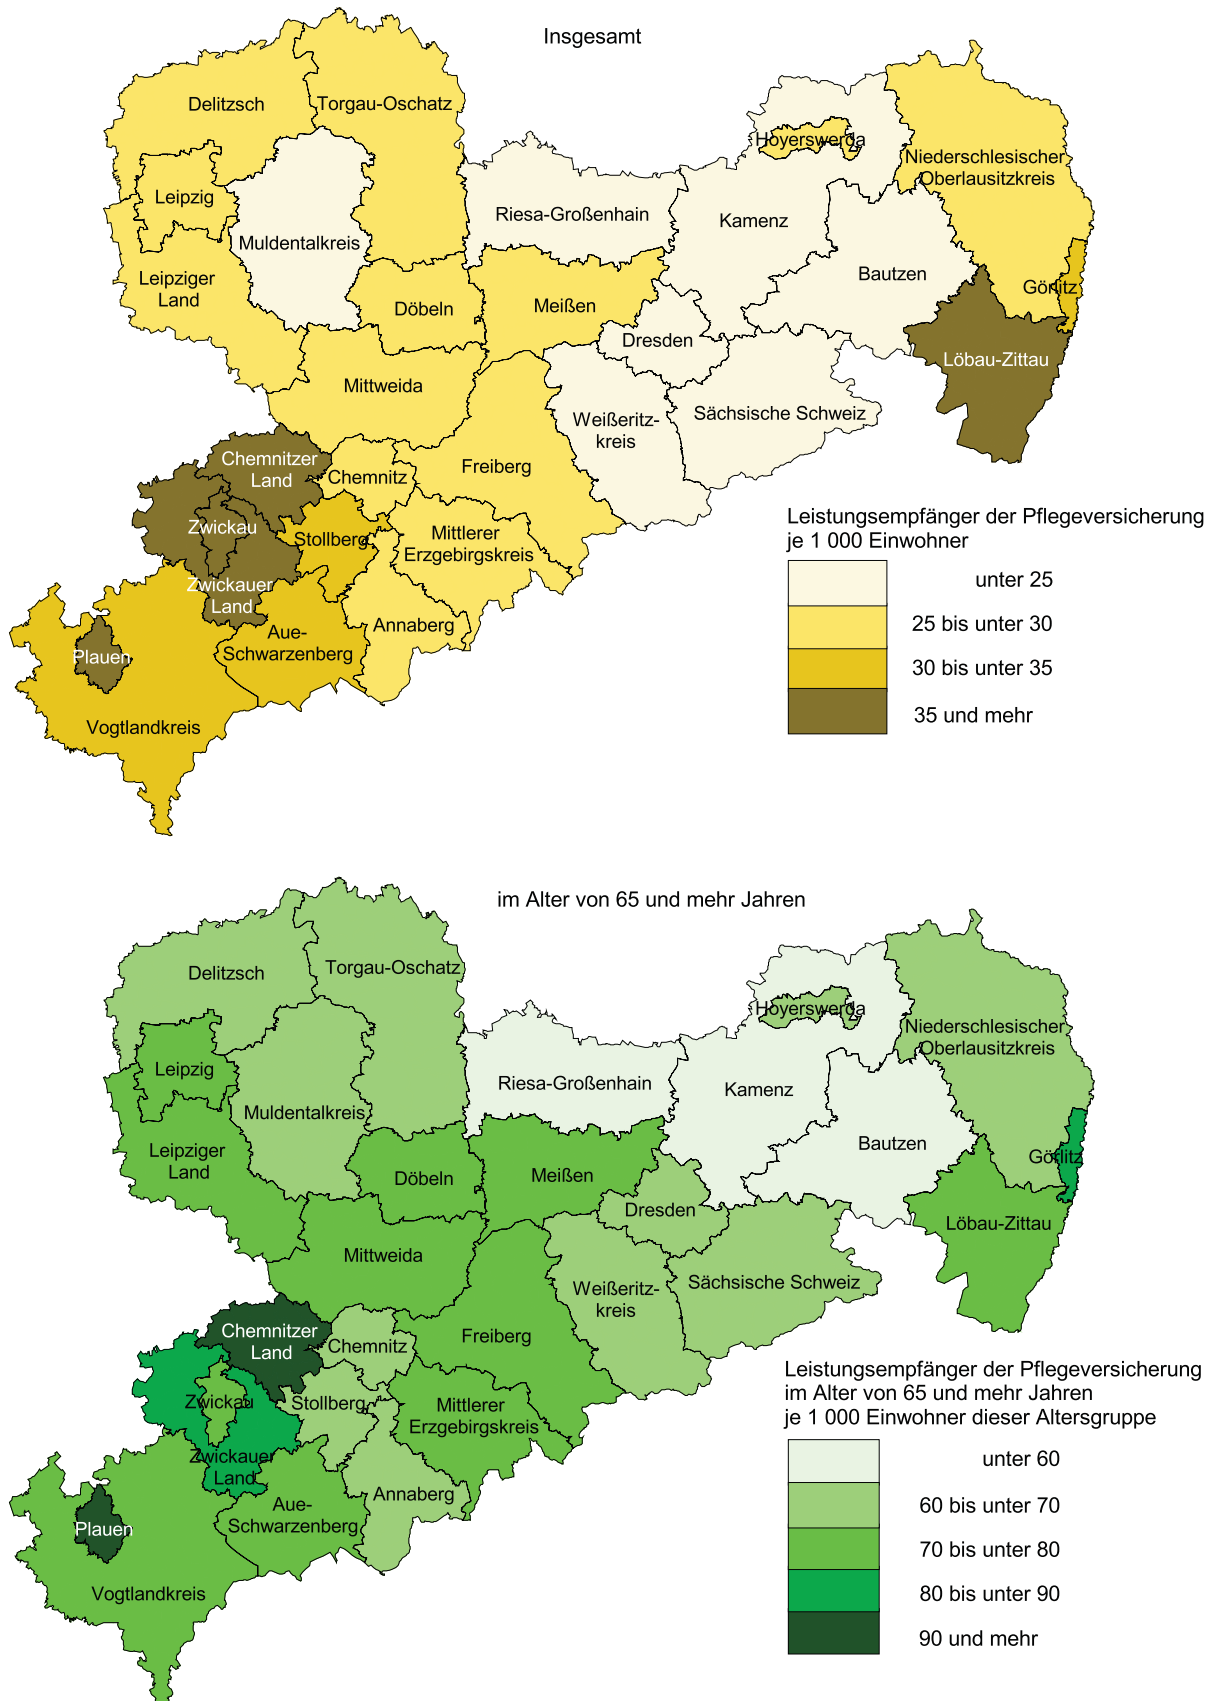 Insgesamt
Delitzsch
Torgau-Oschatz
Hoyerswerda
Niederschlesischer
Oberlausitzkreis
Leipzig
Riesa-Großenhain
Kamenz
Muldentalkreis
Bautzen
Leipziger
Land
Görlitz
Döbeln
Meißen
Dresden
Löbau-Zittau
Mittweida
Sächsische Schweiz
Weißeritz-
kreis
Chemnitzer
Land
Freiberg
Chemnitz
Zwickau
Stollberg
Mittlerer
Erzgebirgskreis
Zwickauer
Land
Annaberg
Aue-
Schwarzenberg
Plauen
Vogtlandkreis
Leistungsempfänger der Pflegeversicherung
je 1 000 Einwohner
unter 25
25 bis unter 30
30 bis unter 35
35 und mehr
im Alter von 65 und mehr Jahren
Delitzsch
Torgau-Oschatz
Hoyerswerda
Niederschlesischer
Oberlausitzkreis
Leipzig
Riesa-Großenhain
Kamenz
Muldentalkreis
Bautzen
Leipziger
Land
Görlitz
Döbeln
Meißen
Dresden
Löbau-Zittau
Mittweida
Sächsische Schweiz
Weißeritz-
kreis
Chemnitzer
Land
Freiberg
Chemnitz
Zwickau
Stollberg
Mittlerer
Erzgebirgskreis
Zwickauer
Land
Annaberg
Aue-
Schwarzenberg
Plauen
Vogtlandkreis
Leistungsempfänger der Pflegeversicherung
im Alter von 65 und mehr Jahren
je 1 000 Einwohner dieser Altersgruppe
unter 60
60 bis unter 70
70 bis unter 80
80 bis unter 90
90 und mehr